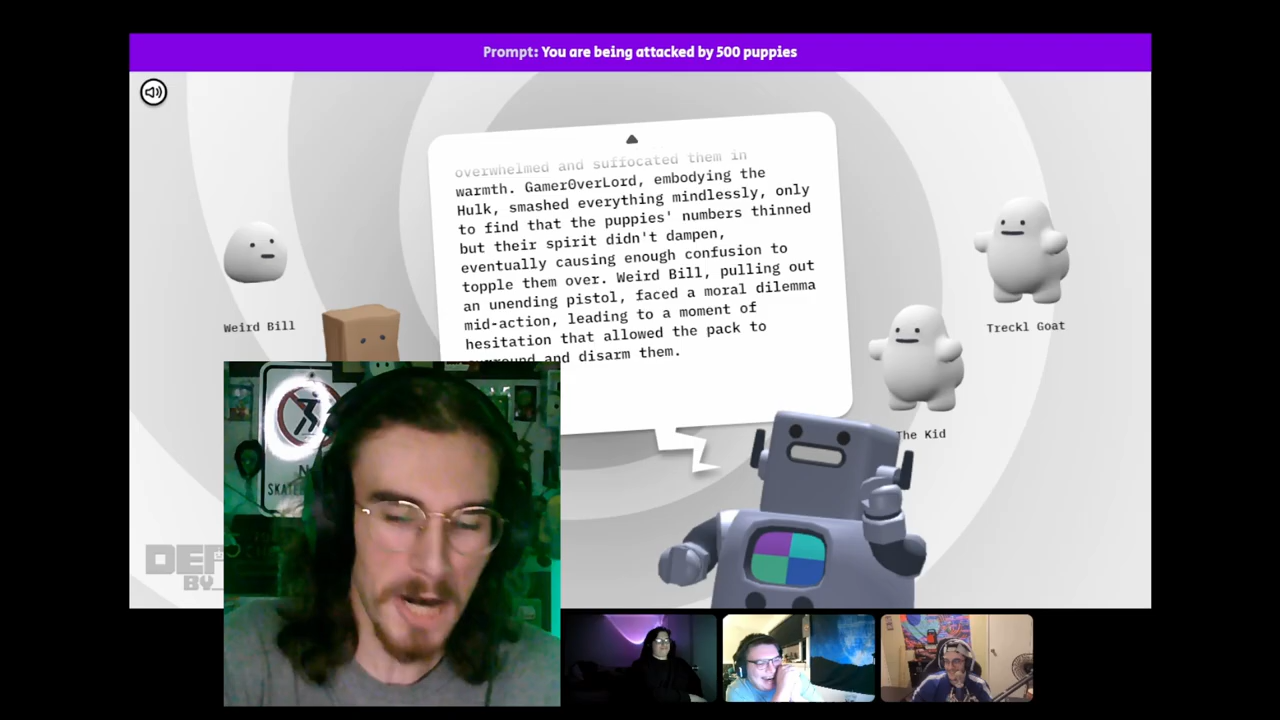 Prompt: You are being attacked by 500 puppies
overwhelmed and suffocated them in
warmth. Gamer0verLord, embodying the
Hulk, smashed everything mindlessly, only
to find that the puppies' numbers thinned
but their spirit didn't dampen,
eventually causing enough confusion to
topple them over. Weird Bill, pulling out
an unending pistol, faced a moral dilemma
mid-action, leading to a moment of
hesitation that allowed the pack to
and disarm them.
Weird Bill
Treckl Goat
The Kid
BY